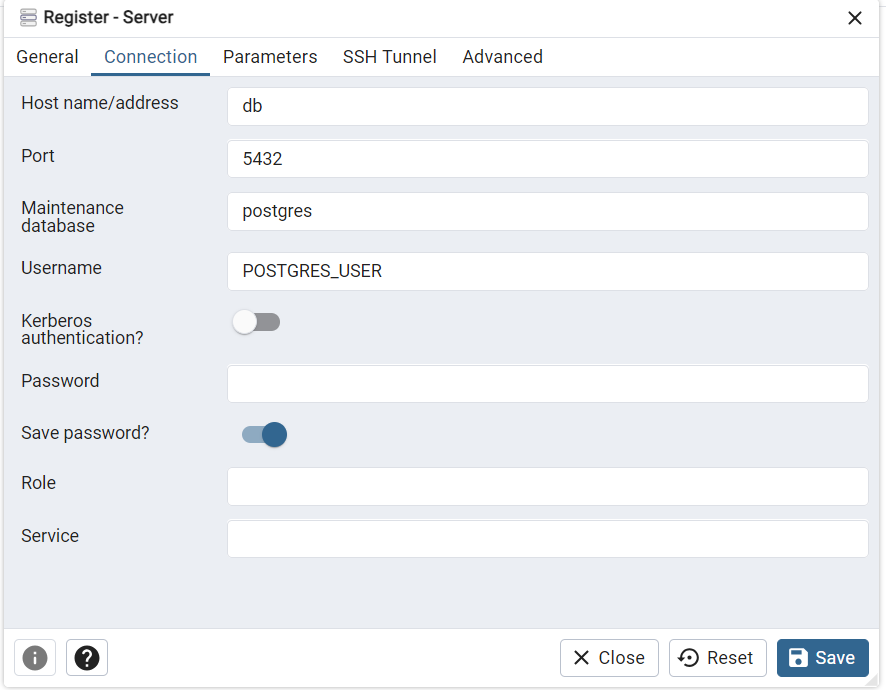 Register - Server
General Connection Parameters SSH Tunnel Advanced
Host name/address db
Port 5432
Maintenance
database postgres
Username POSTGRES_USER
Kerberos
authentication?
Password
Save password?
Role
Service
Close Reset Save